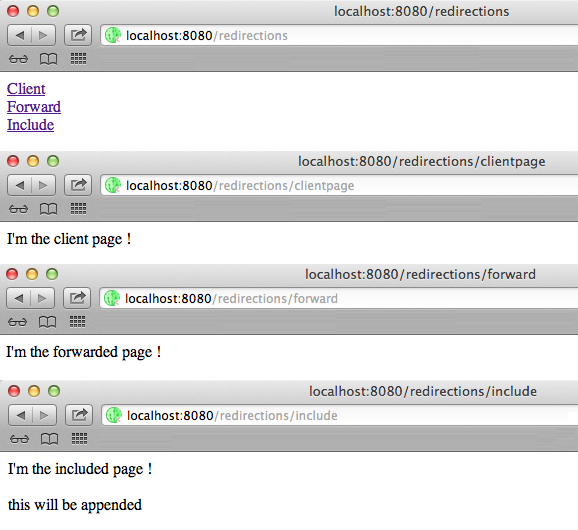 localhost:8080/redirections
localhost:8080/redirections
Client
Forward
Include
localhost:8080/redirections/clientpage
localhost:8080/redirections/clientpage
I'm the client page !
localhost:8080/redirections/forward
localhost:8080/redirections/forward
I'm the forwarded page !
localhost:8080/redirections/include
localhost:8080/redirections/include
I'm the included page !
this will be appended